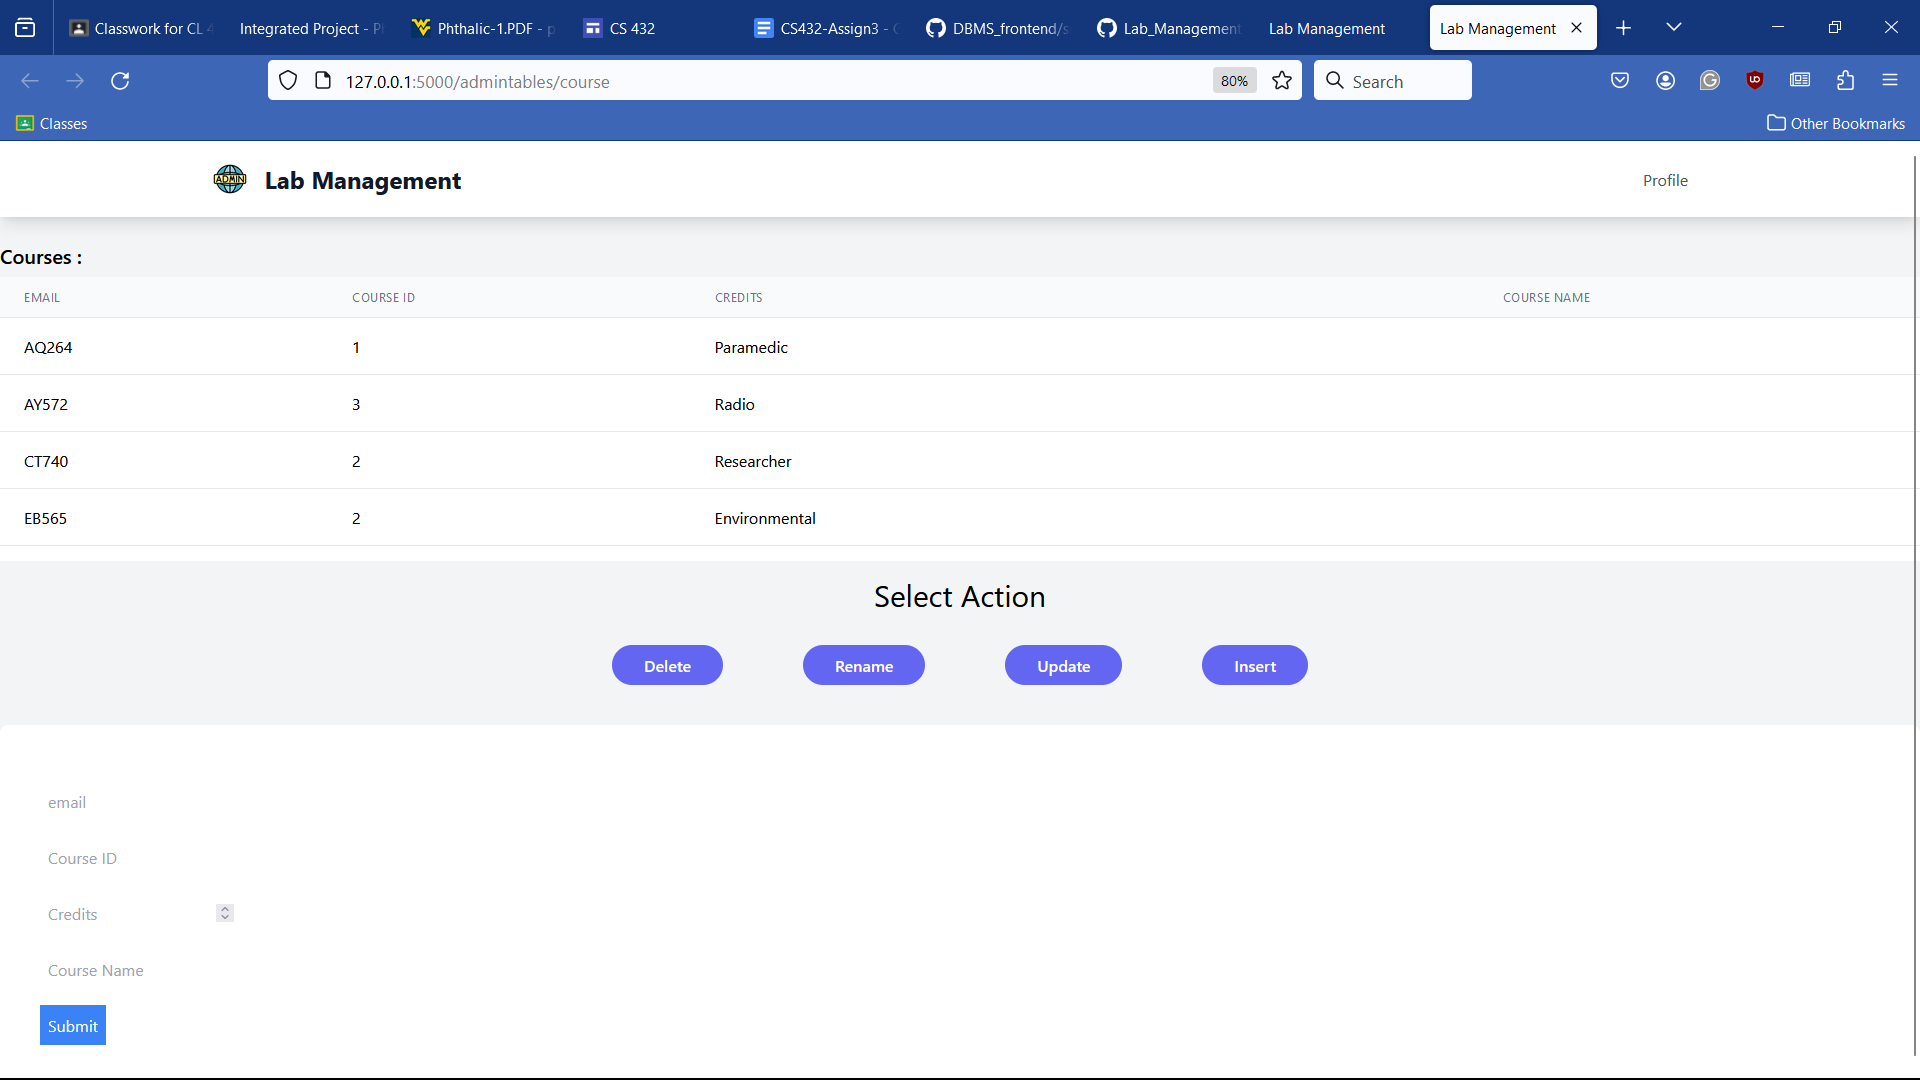 Classwork for CL 4
Integrated Project - P
Phthalic-1.PDF - p
CS 432
CS432-Assign3 - G
DBMS_frontend/s
Lab_Management
Lab Management
Lab Management
127.0.0.1:5000/admintables/course
80%
Search
Classes
Other Bookmarks
ADMIN
Lab Management
Profile
Courses :
EMAIL COURSE ID CREDITS COURSE NAME
AQ264 1 Paramedic
AY572 3 Radio
CT740 2 Researcher
EB565 2 Environmental
Select Action
Delete Rename Update Insert
email
Course ID
Credits
Course Name
Submit